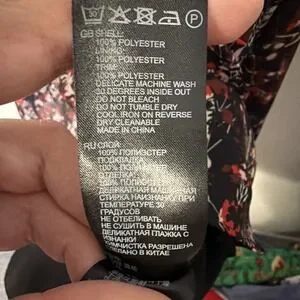 30
P
GB SHELL:
100% POLYESTER
LINING:
100% POLYESTER
TRIM:
100% POLYESTER
DELICATE MACHINE WASH
30 DEGREES INSIDE OUT
DO NOT BLEACH
DO NOT TUMBLE DRY
COOL IRON ON REVERSE
DRY CLEANABLE
MADE IN CHINA
RU СЛОЙ:
100% ПОЛИЭСТЕР
ПОДКЛАДКА:
100% ПОЛИЭСТЕР
ОТДЕЛКА:
100% ПОЛИЭСТЕР
ДЕЛИКАТНАЯ МАШИННАЯ
СТИРКА НАИЗНАНКУ ПРИ
ТЕМПЕРАТУРЕ 30
ГРАДУСОВ
НЕ ОТБЕЛИВАТЬ
НЕ СУШИТЬ В МАШИНЕ
ДЕЛИКАТНАЯ ГЛАЖКА С
ИЗНАНКИ
ХИМЧИСТКА РАЗРЕШЕНА
СДЕЛАНО В КИТАЕ